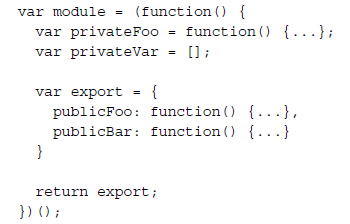 var module = (function() {
  var privateFoo = function() {...};
  var privateVar = [];

  var export = {
    publicFoo: function() {...},
    publicBar: function() {...}
  }

  return export;
})();